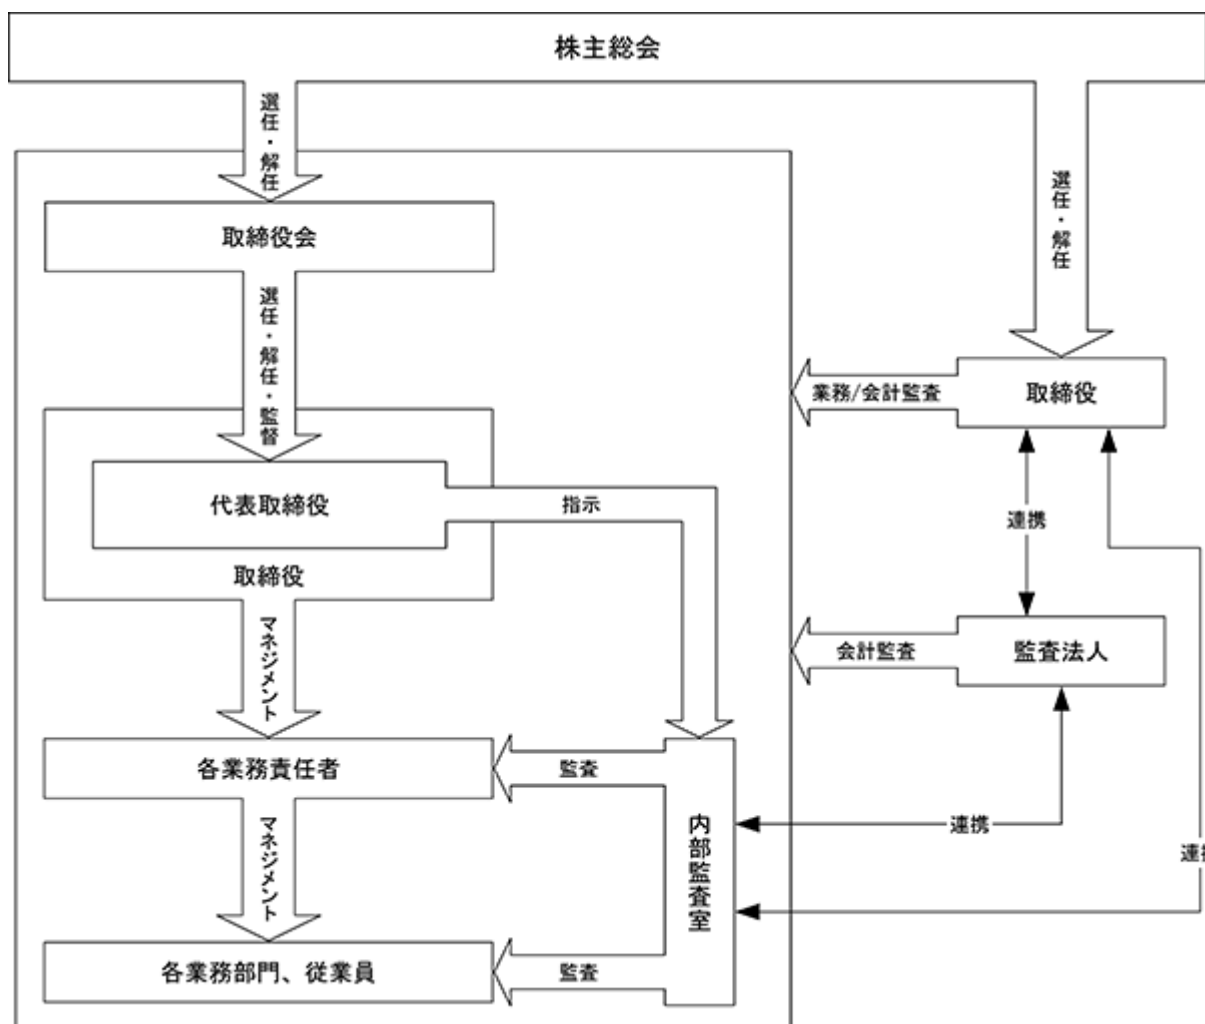 株主総会
選任・解任
選任・解任
取締役会
選任・解任・監督
業務/会計監査
取締役
代表取締役
指示
連携
取締役
マネジメント
会計監査
監査法人
各業務責任者
監査
マネジメント
内部監査室
連携
各業務部門、従業員
監査